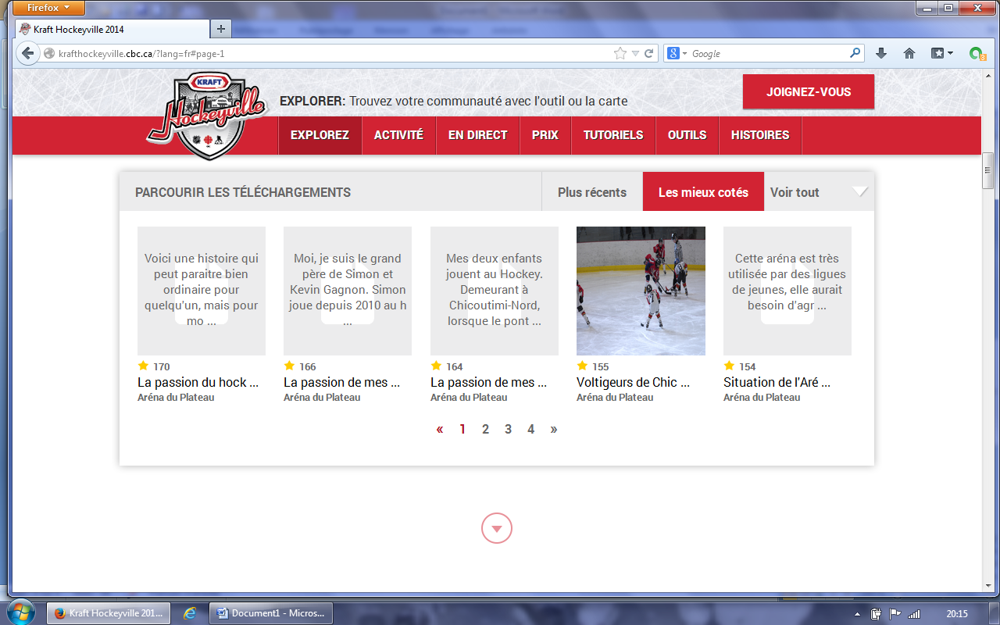 Firefox
Kraft Hockeyville 2014
krafthockeyville.cbc.ca/?lang=fr#page-1
Google
KRAFT
Hockeyville
EXPLORER: Trouvez votre communauté avec l'outil ou la carte
JOIGNEZ-VOUS
EXPLOREZ ACTIVITÉ EN DIRECT PRIX TUTORIELS OUTILS HISTOIRES
PARCOURIR LES TÉLÉCHARGEMENTS Plus récents Les mieux cotés Voir tout
Voici une histoire qui
peut paraitre bien
ordinaire pour
quelqu'un, mais pour
mo ...
170
La passion du hock ...
Aréna du Plateau
Moi, je suis le grand
père de Simon et
Kevin Gagnon. Simon
joue depuis 2010 au h
...
166
La passion de mes ...
Aréna du Plateau
Mes deux enfants
jouent au Hockey.
Demeurant à
Chicoutimi-Nord,
lorsque le pont ...
164
La passion de mes ...
Aréna du Plateau
155
Voltigeurs de Chic ...
Aréna du Plateau
Cette aréna est très
utilisée par des ligues
de jeunes, elle aurait
besoin d'agr ...
154
Situation de l'Aré ...
Aréna du Plateau
« 1 2 3 4 »
Kraft Hockeyville 201...
Document1 - Micros...
20:15